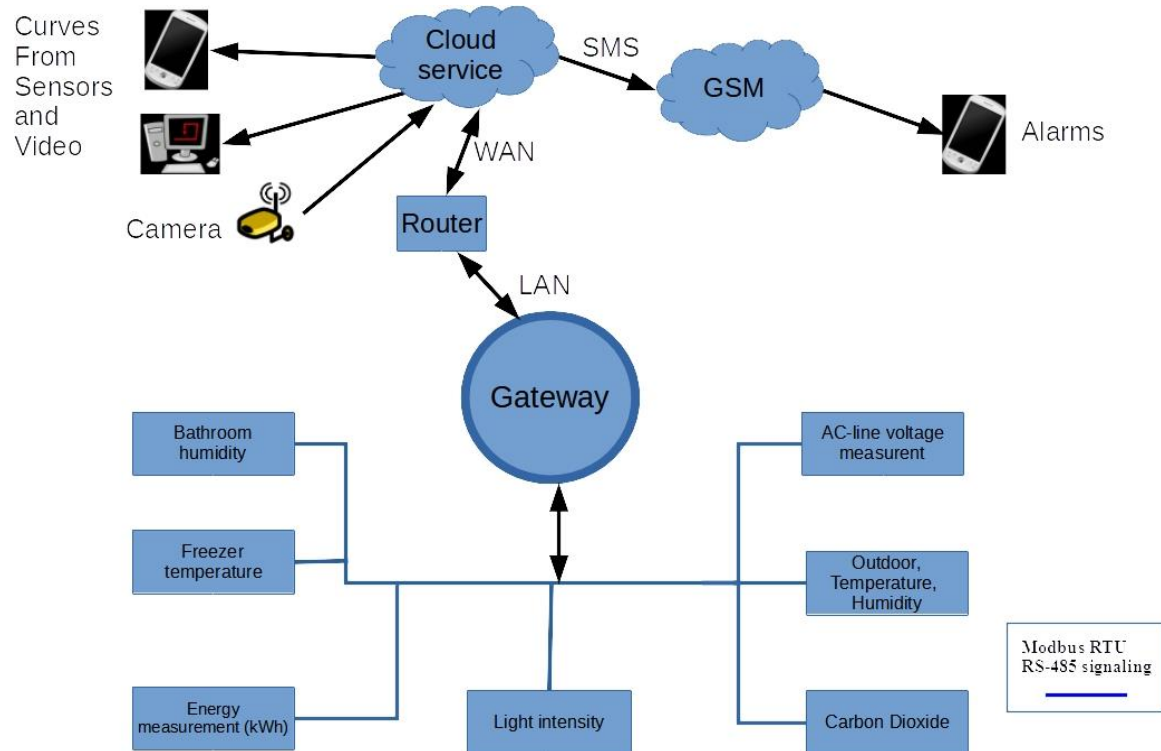 Curves
From
Sensors
and
Video
Cloud
service
SMS
GSM
Alarms
WAN
Camera
Router
LAN
Gateway
Bathroom
humidity
AC-line voltage
measurent
Freezer
temperature
Outdoor,
Temperature,
Humidity
Modbus RTU
RS-485 signaling
Energy
measurement (kWh)
Light intensity
Carbon Dioxide